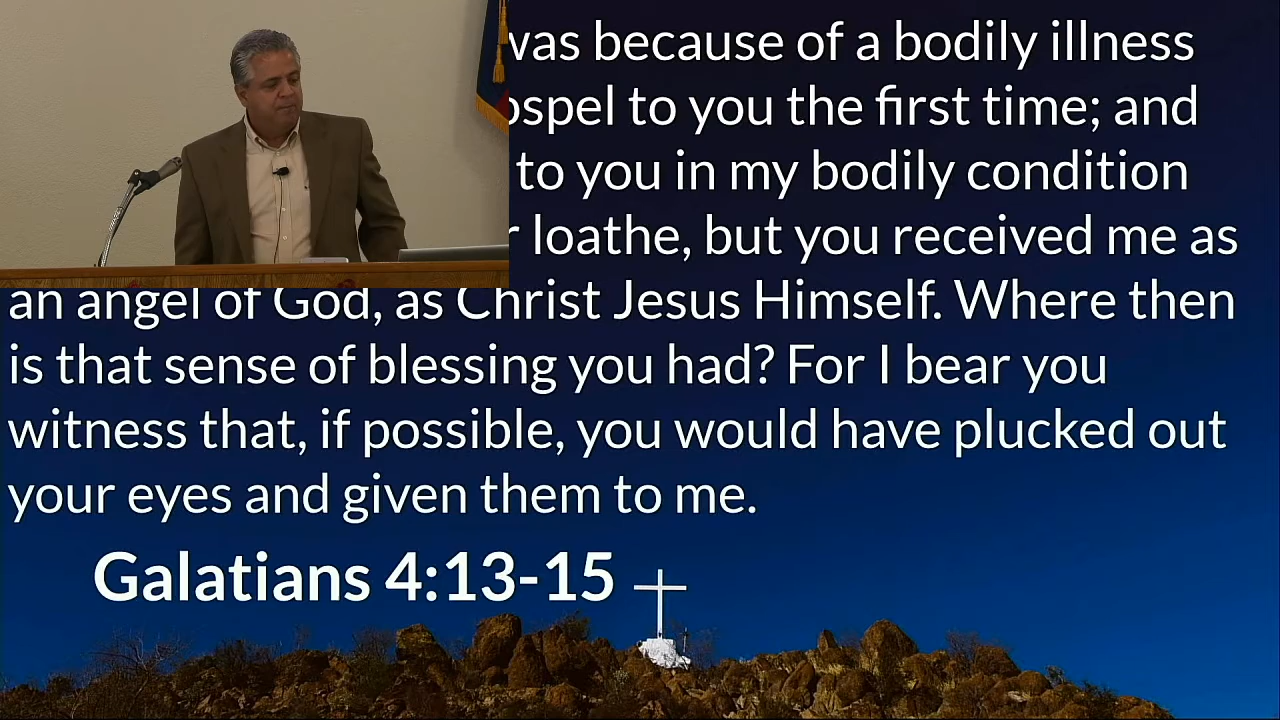 was because of a bodily illness
to you the first time; and
to you in my bodily condition
loathe, but you received me as
an angel of God, as Christ Jesus Himself. Where then
is that sense of blessing you had? For I bear you
witness that, if possible, you would have plucked out
your eyes and given them to me.
Galatians 4:13-15